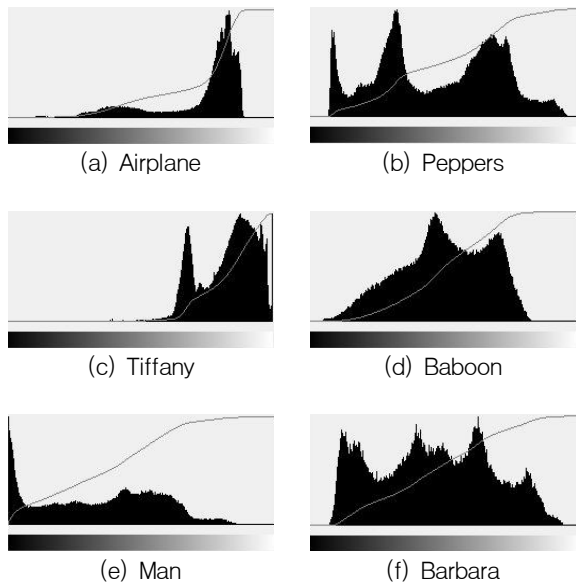 (a) Airplane
(b) Peppers
(c) Tiffany
(d) Baboon
(e) Man
(f) Barbara